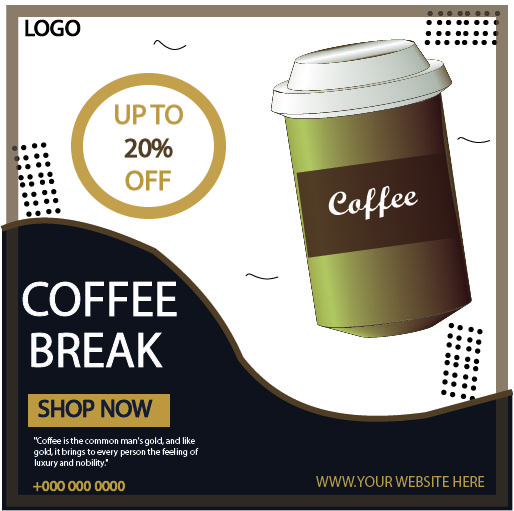 LOGO
UP TO
20%
OFF
Coffee
COFFEE
BREAK
SHOP NOW
"Coffee is the common man's gold, and like
gold, it brings to every person the feeling of
luxury and nobility."
+000 000 0000
WWW.YOUR WEBSITE HERE